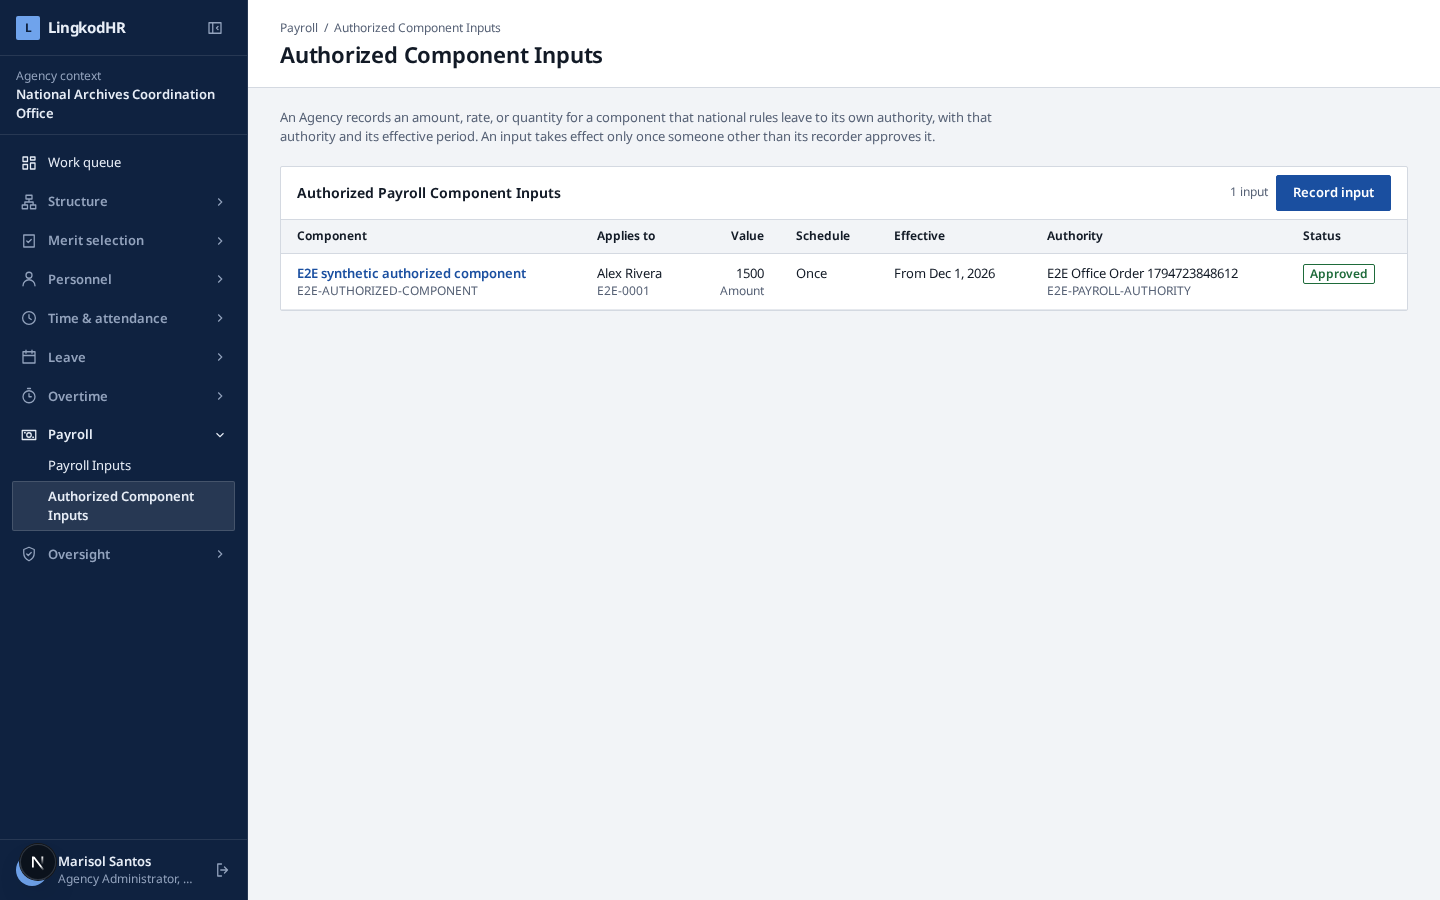 L LingkodHR
Agency context
National Archives Coordination
Office
Work queue
Structure
Merit selection
Personnel
Time & attendance
Leave
Overtime
Payroll
Payroll Inputs
Authorized Component
Inputs
Oversight
N
Marisol Santos
Agency Administrator, ...
Payroll / Authorized Component Inputs
Authorized Component Inputs
An Agency records an amount, rate, or quantity for a component that national rules leave to its own authority, with that
authority and its effective period. An input takes effect only once someone other than its recorder approves it.
Authorized Payroll Component Inputs 1 input Record input
Component Applies to Value Schedule Effective Authority Status
E2E synthetic authorized component Alex Rivera 1500 Once From Dec 1, 2026 E2E Office Order 1794723848612 Approved
E2E-AUTHORIZED-COMPONENT E2E-0001 Amount E2E-PAYROLL-AUTHORITY